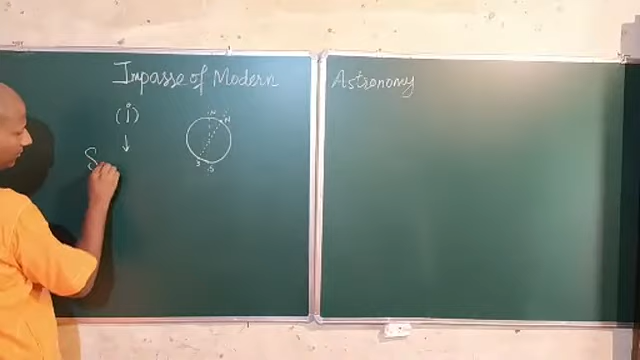 Impasse of Modern Astronomy
(i)
↓
S
N N
S S